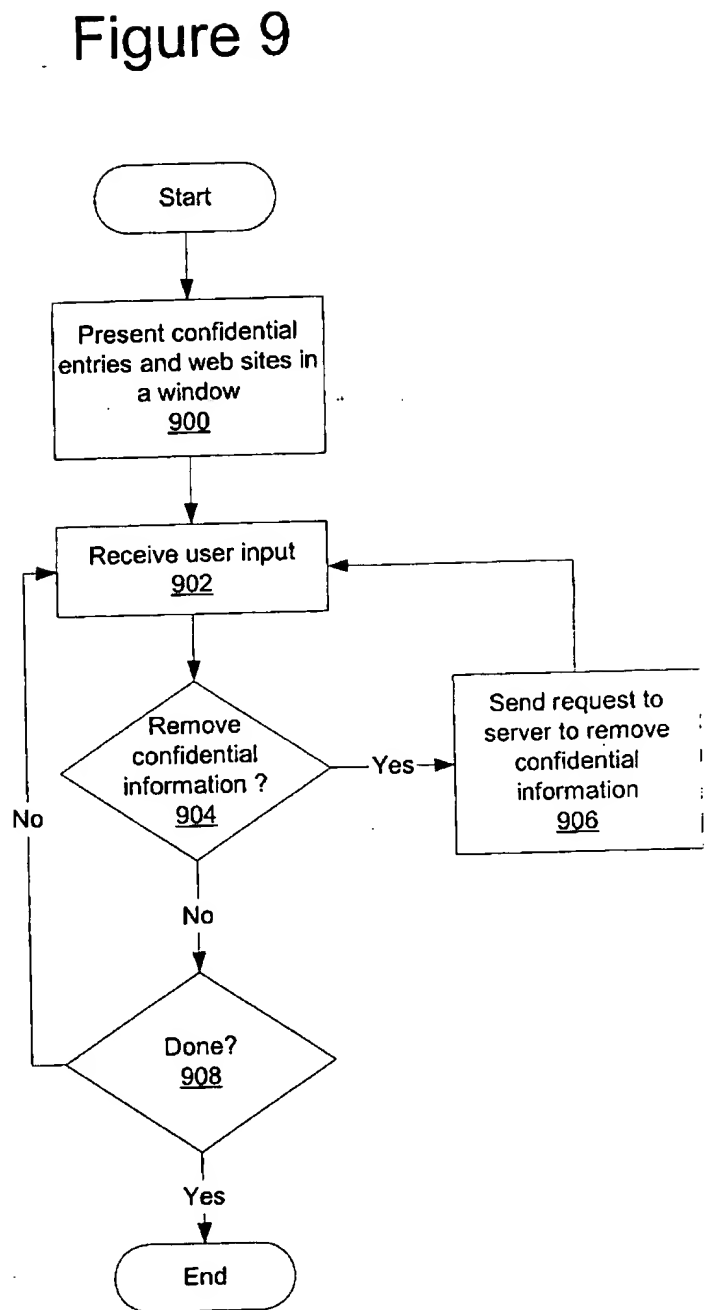 Figure 9
Start
Present confidential
entries and web sites in
a window
900
Receive user input
902
Remove
confidential
information ?
904
Yes
Send request to
server to remove
confidential
information
906
No
No
Done?
908
Yes
End